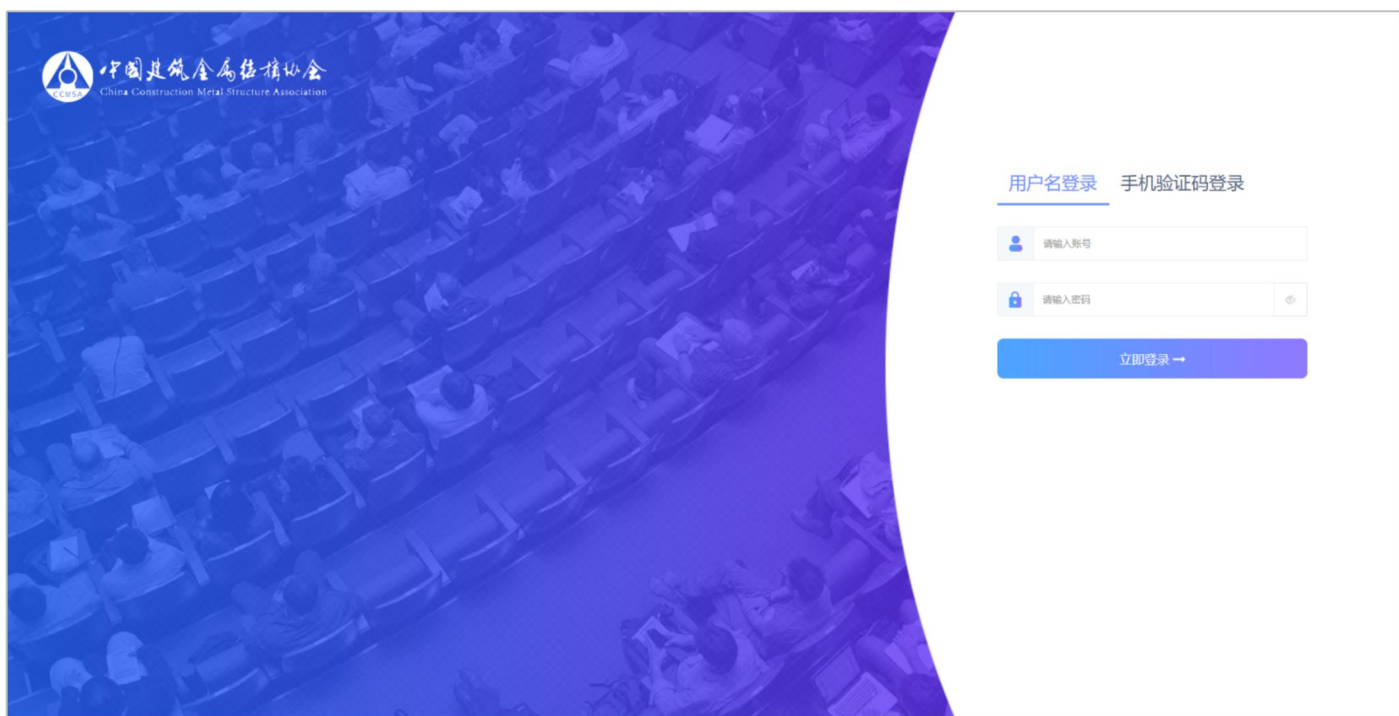 中国建筑金属结构协会
CCMSA
China Construction Metal Structure Association
用户名登录 手机验证码登录
请输入账号
请输入密码
立即登录→